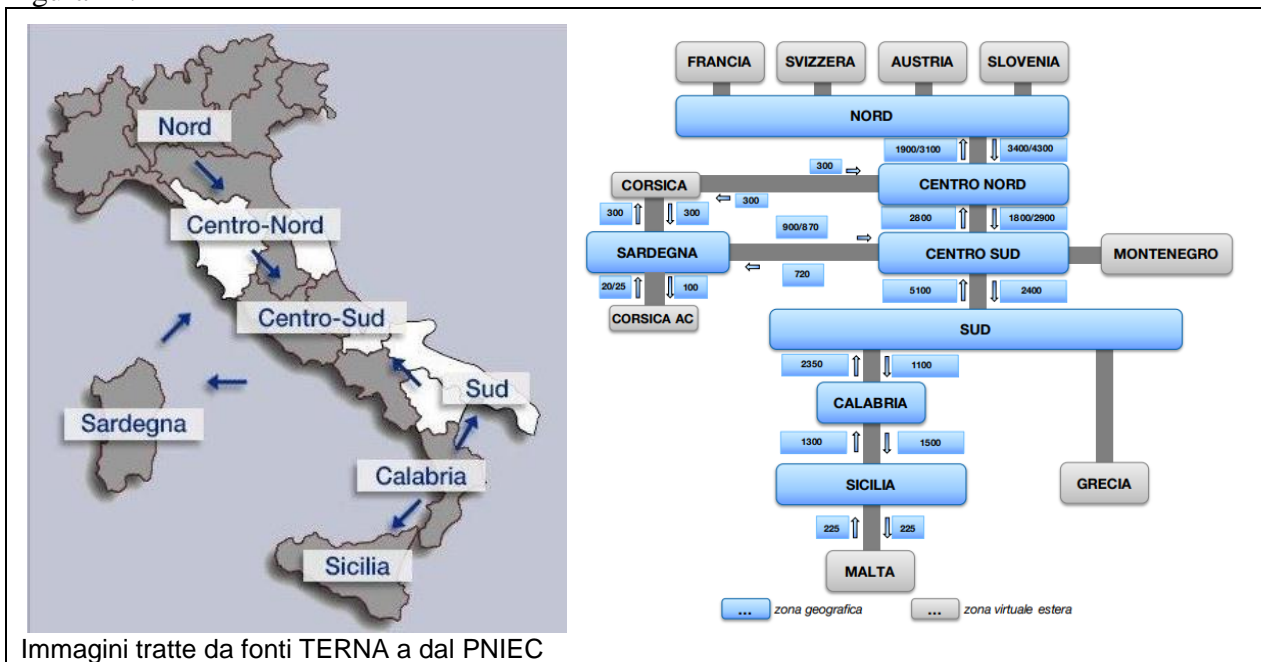 Nord
Centro-Nord
Centro-Sud
Sud
Sardegna
Calabria
Sicilia
FRANCIA
SVIZZERA
AUSTRIA
SLOVENIA
NORD
1900/3100
3400/4300
300
CORSICA
CENTRO NORD
300
300
300
2800
1800/2900
900/870
SARDEGNA
CENTRO SUD
MONTENEGRO
720
20/25
100
5100
2400
CORSICA AC
SUD
2350
1100
CALABRIA
1300
1500
SICILIA
GRECIA
225
225
MALTA
... zona geografica
... zona virtuale estera
Immagini tratte da fonti TERNA a dal PNIEC